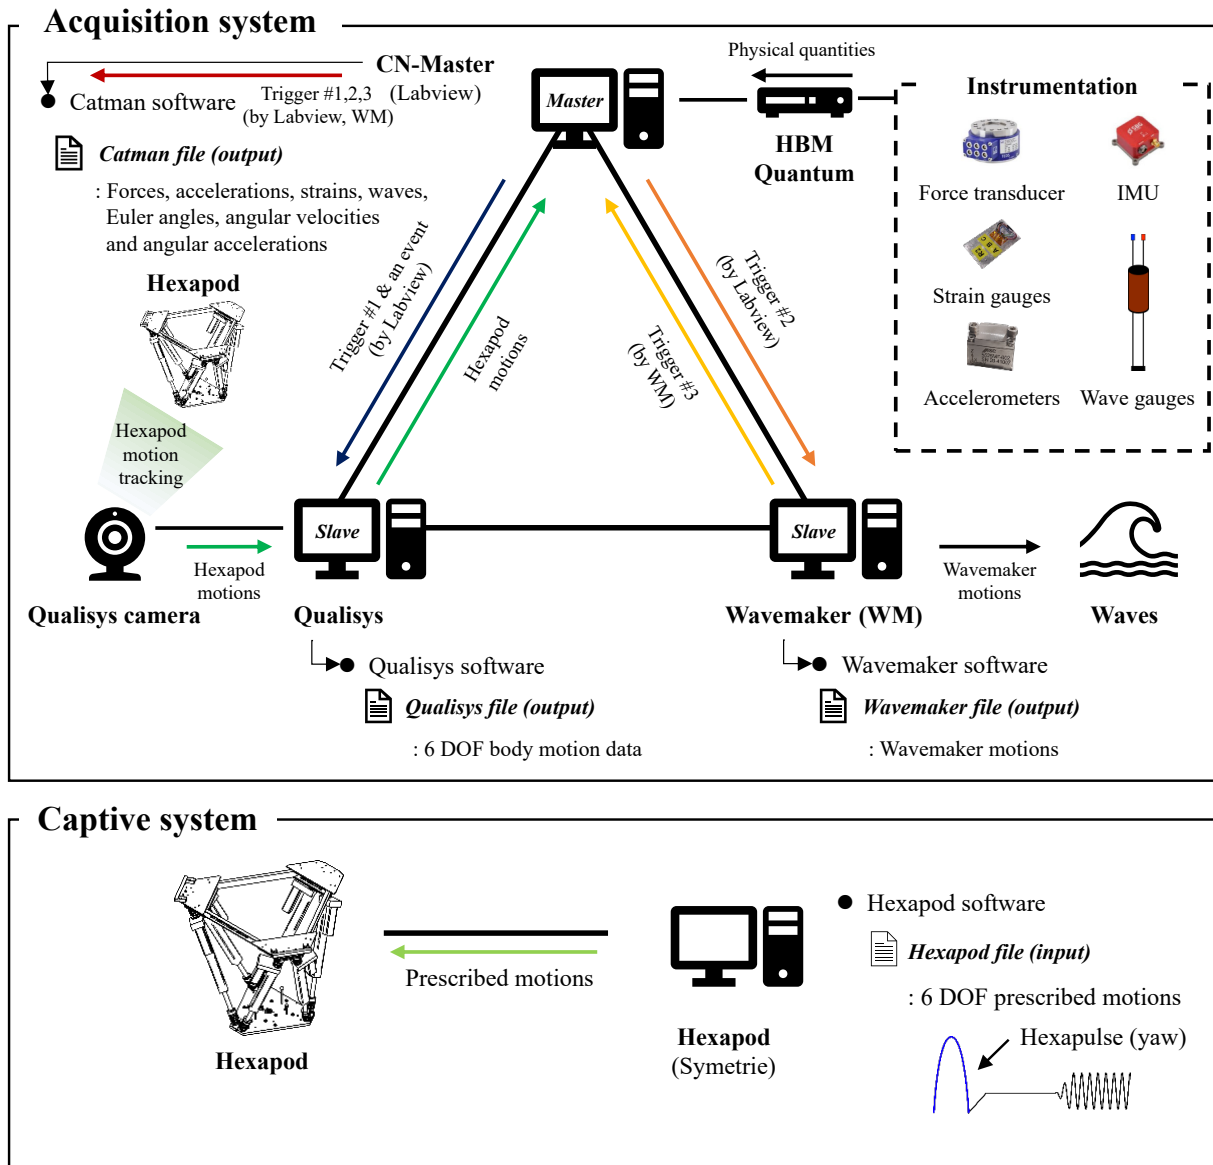 Acquisition system
CN-Master
(Labview)
Trigger #1,2,3
(by Labview, WM)
Catman software
Catman file (output)
: Forces, accelerations, strains, waves,
Euler angles, angular velocities
and angular accelerations
Master
Physical quantities
HBM
Quantum
Instrumentation
Force transducer
IMU
Strain gauges
Accelerometers
Wave gauges
Hexapod
Hexapod
motion
tracking
Trigger #1 & an event
(by Labview)
Hexapod
motions
Trigger #2
(by Labview)
Trigger #3
(by WM)
Slave
Slave
Hexapod
motions
Wavemaker
motions
Qualisys camera
Qualisys
Wavemaker (WM)
Waves
Qualisys software
Qualisys file (output)
: 6 DOF body motion data
Wavemaker software
Wavemaker file (output)
: Wavemaker motions
Captive system
Hexapod
Prescribed motions
Hexapod
(Symetrie)
Hexapod software
Hexapod file (input)
: 6 DOF prescribed motions
Hexapulse (yaw)